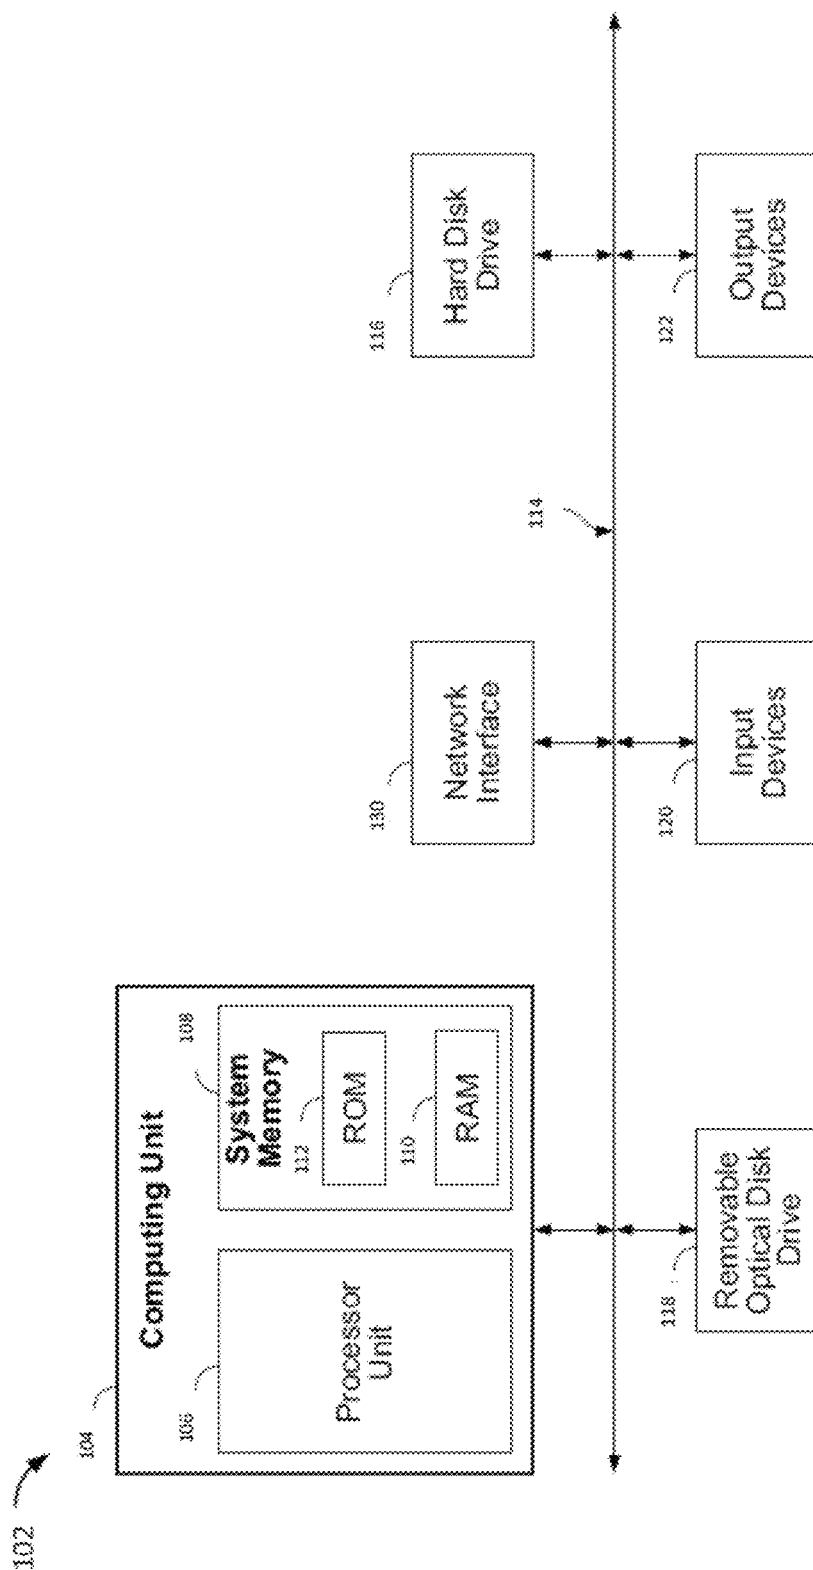 102
104
Computing Unit
106
Processor
Unit
108
System
Memory
112
ROM
110
RAM
130
Network
Interface
116
Hard Disk
Drive
114
118
Removable
Optical Disk
Drive
120
Input
Devices
122
Output
Devices